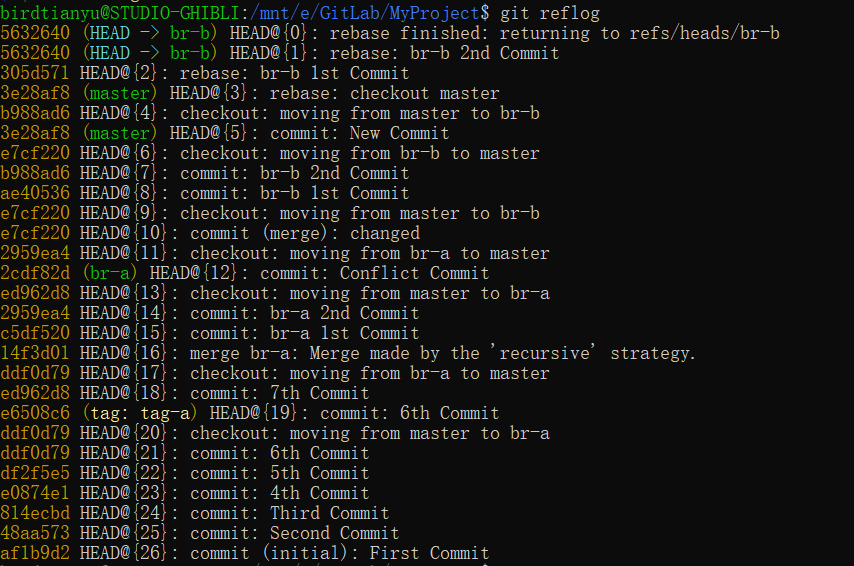 birdtianyu@STUDIO-GHIBLI:/mnt/e/GitLab/MyProject$ git reflog
5632640 (HEAD -> br-b) HEAD@{0}: rebase finished: returning to refs/heads/br-b
5632640 (HEAD -> br-b) HEAD@{1}: rebase: br-b 2nd Commit
305d571 HEAD@{2}: rebase: br-b 1st Commit
3e28af8 (master) HEAD@{3}: rebase: checkout master
b988ad6 HEAD@{4}: checkout: moving from master to br-b
3e28af8 (master) HEAD@{5}: commit: New Commit
e7cf220 HEAD@{6}: checkout: moving from br-b to master
b988ad6 HEAD@{7}: commit: br-b 2nd Commit
ae40536 HEAD@{8}: commit: br-b 1st Commit
e7cf220 HEAD@{9}: checkout: moving from master to br-b
e7cf220 HEAD@{10}: commit (merge): changed
2959ea4 HEAD@{11}: checkout: moving from br-a to master
2cdf82d (br-a) HEAD@{12}: commit: Conflict Commit
ed962d8 HEAD@{13}: checkout: moving from master to br-a
2959ea4 HEAD@{14}: commit: br-a 2nd Commit
c5df520 HEAD@{15}: commit: br-a 1st Commit
14f3d01 HEAD@{16}: merge br-a: Merge made by the 'recursive' strategy.
ddf0d79 HEAD@{17}: checkout: moving from br-a to master
ed962d8 HEAD@{18}: commit: 7th Commit
e6508c6 (tag: tag-a) HEAD@{19}: commit: 6th Commit
ddf0d79 HEAD@{20}: checkout: moving from master to br-a
ddf0d79 HEAD@{21}: commit: 6th Commit
df2f5e5 HEAD@{22}: commit: 5th Commit
e0874e1 HEAD@{23}: commit: 4th Commit
814ecbd HEAD@{24}: commit: Third Commit
48aa573 HEAD@{25}: commit: Second Commit
af1b9d2 HEAD@{26}: commit (initial): First Commit